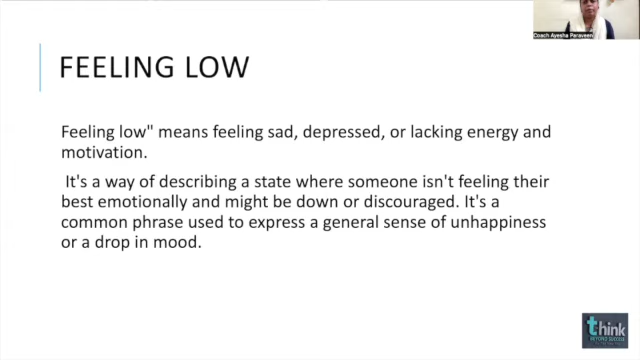 Coach Ayesha Paraveen
FEELING LOW
Feeling low" means feeling sad, depressed, or lacking energy and
motivation.
It's a way of describing a state where someone isn't feeling their
best emotionally and might be down or discouraged. It's a
common phrase used to express a general sense of unhappiness
or a drop in mood.
think